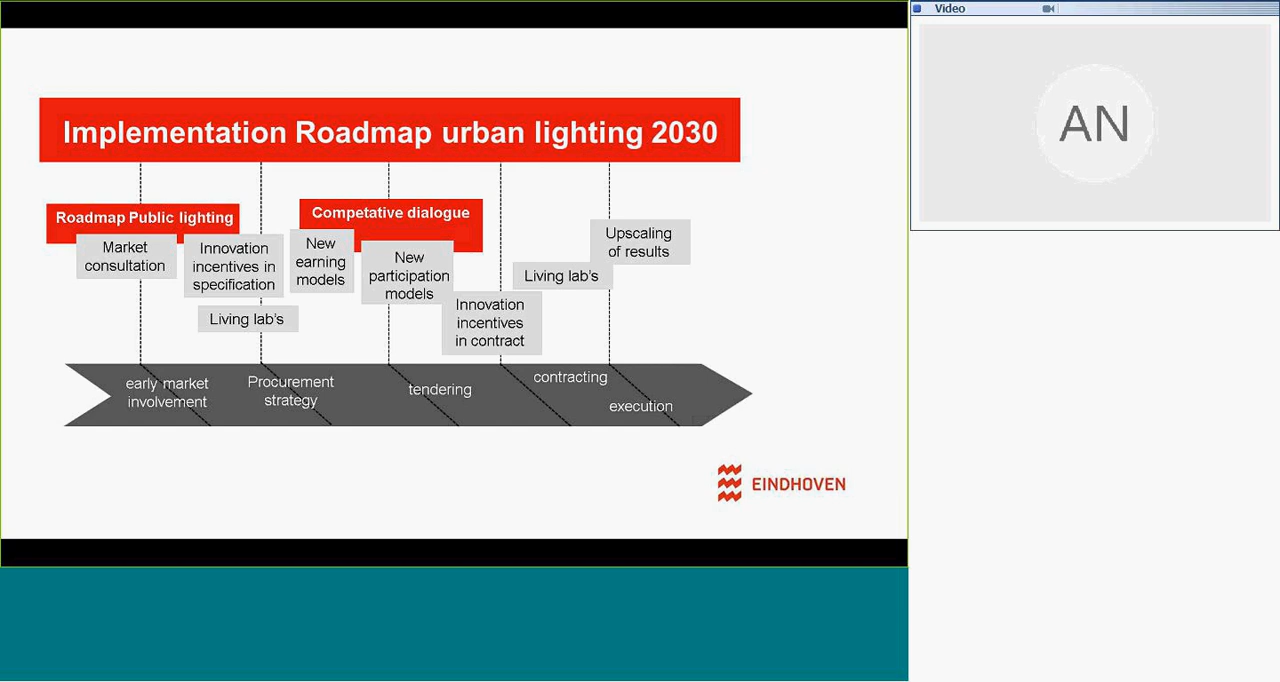 Video
AN
Implementation Roadmap urban lighting 2030
Roadmap Public lighting
Competative dialogue
Market
consultation
Innovation
incentives in
specification
New
earning
models
New
participation
models
Living lab's
Innovation
incentives
in contract
Living lab's
Upscaling
of results
early market
involvement
Procurement
strategy
tendering
contracting
execution
EINDHOVEN